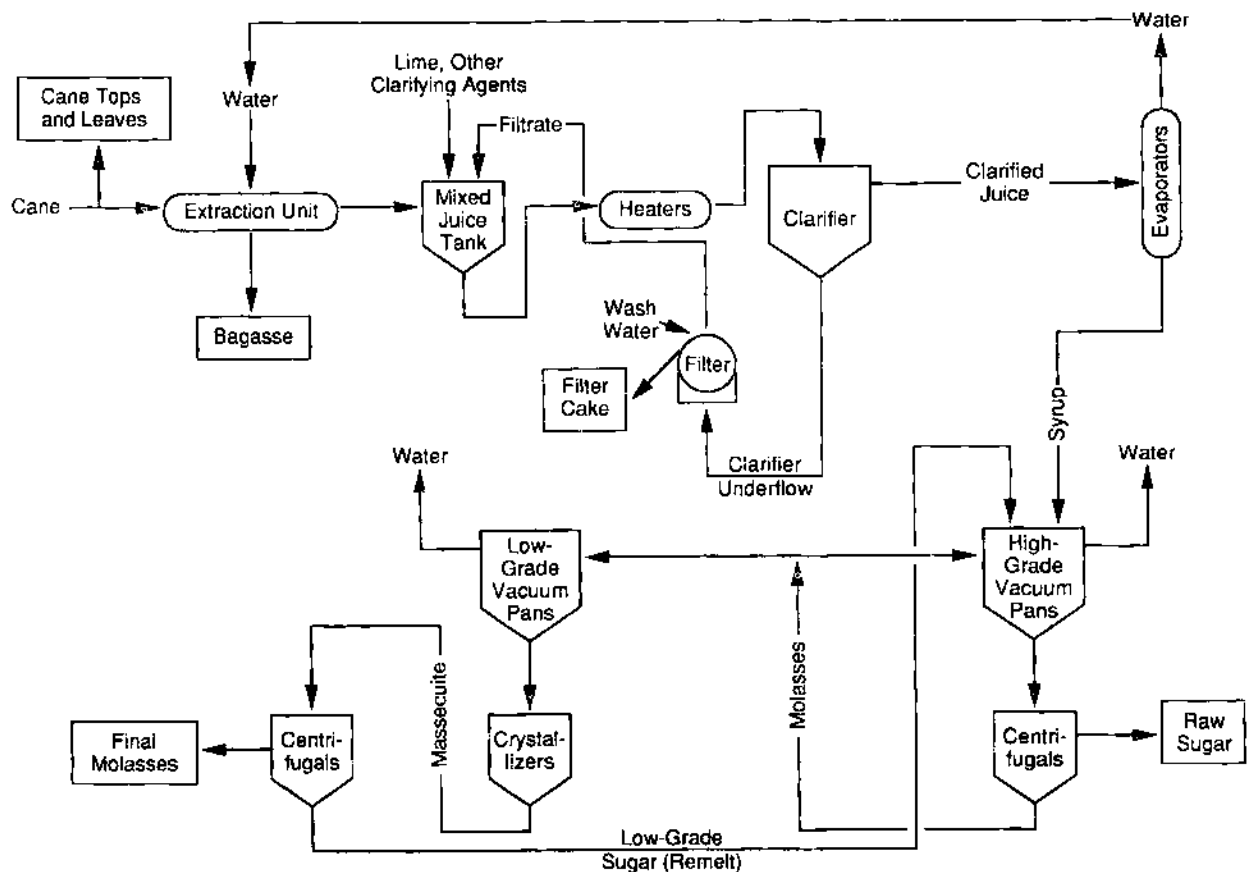 Water
Lime, Other
Clarifying Agents
Cane Tops
and Leaves
Water
Filtrate
Cane
Extraction Unit
Mixed
Juice
Tank
Heaters
Clarifier
Clarified
Juice
Evaporators
Bagasse
Wash
Water
Filter
Filter
Cake
Clarifier
Underflow
Syrup
Water
Water
Low-
Grade
Vacuum
Pans
High-
Grade
Vacuum
Pans
Massecuite
Molasses
Final
Molasses
Centri-
fugals
Crystal-
lizers
Centri-
fugals
Raw
Sugar
Low-Grade
Sugar (Remelt)